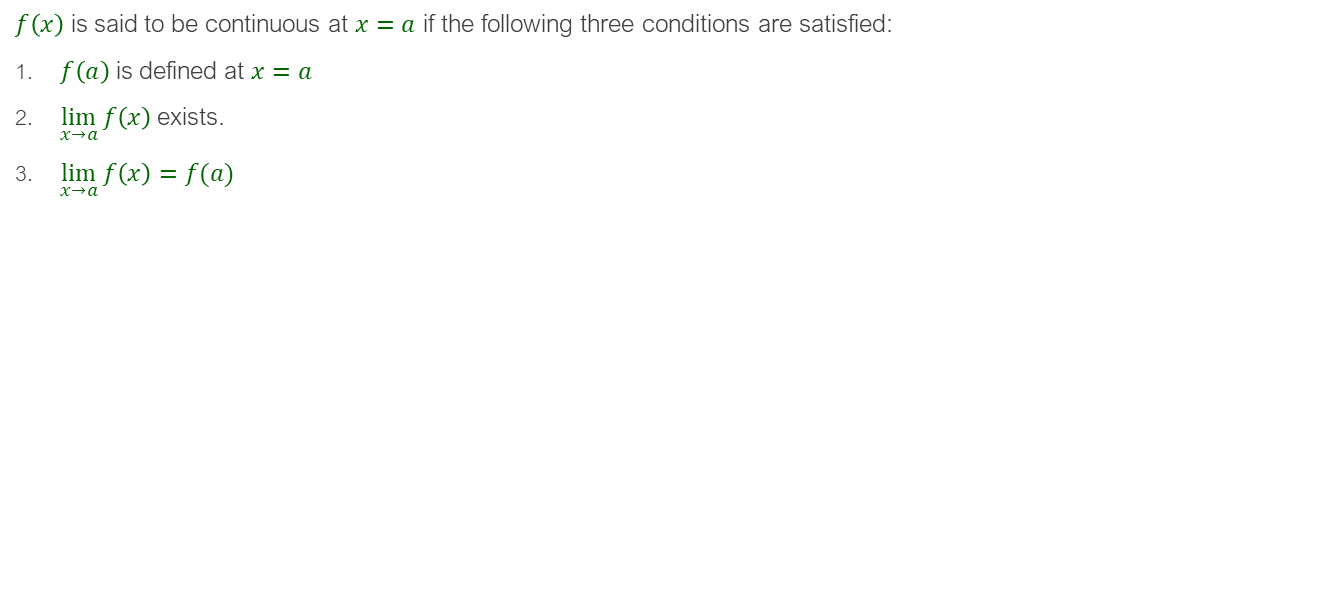 f(x) is said to be continuous at x = a if the following three conditions are satisfied:
1. f(a) is defined at x = a
2. lim f(x) exists.
x→a
3. lim f(x) = f(a)
x→a